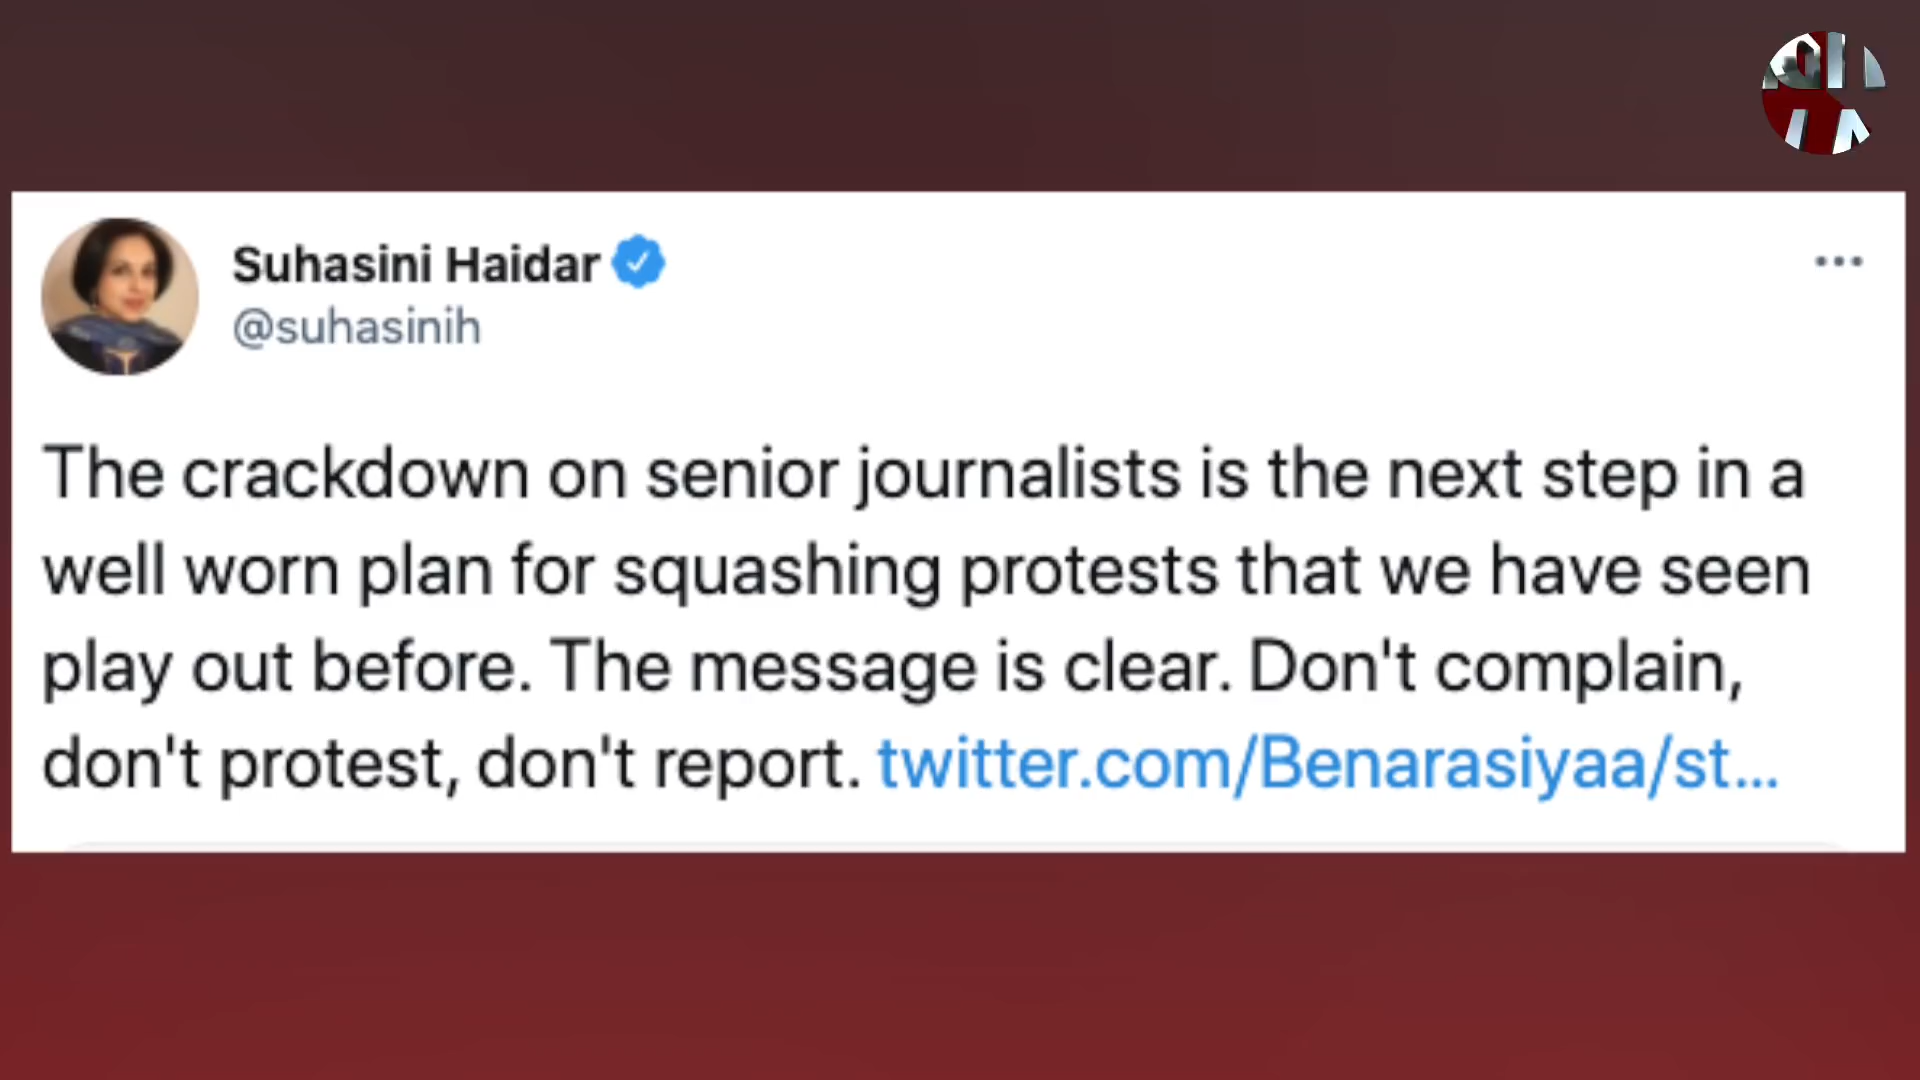 Suhasini Haidar
@suhasinih
The crackdown on senior journalists is the next step in a
well worn plan for squashing protests that we have seen
play out before. The message is clear. Don't complain,
don't protest, don't report. twitter.com/Benarasiyaa/st...